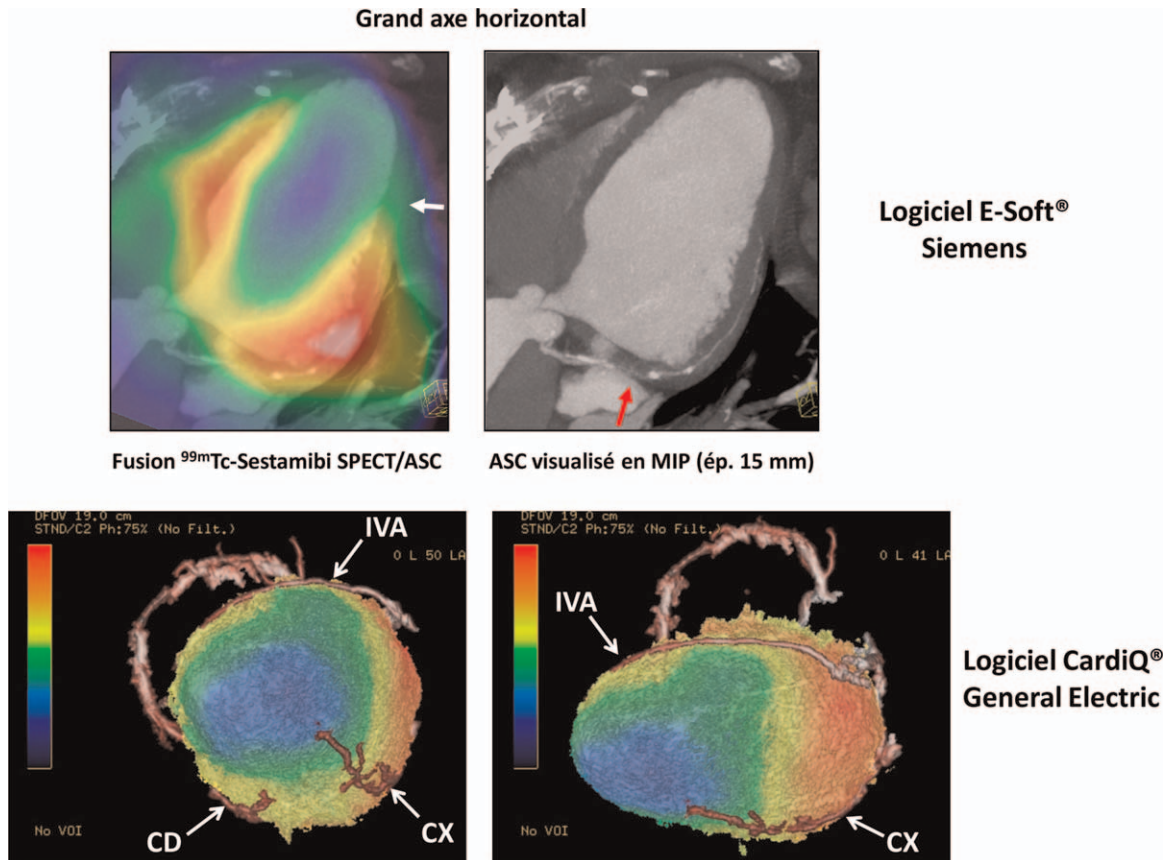 Grand axe horizontal
Logiciel E-Soft®
Siemens
Fusion ⁹⁹ᵐTc-Sestamibi SPECT/ASC
ASC visualisé en MIP (ép. 15 mm)
DFOV 19.0 cm
STND/C2 Ph:75% (No Filt.)
IVA
O L 50 LA
No VOI
CD
CX
DFOV 19.0 cm
STND/C2 Ph:75% (No Filt.)
O L 41 LA
IVA
No VOI
CX
Logiciel CardiQ®
General Electric